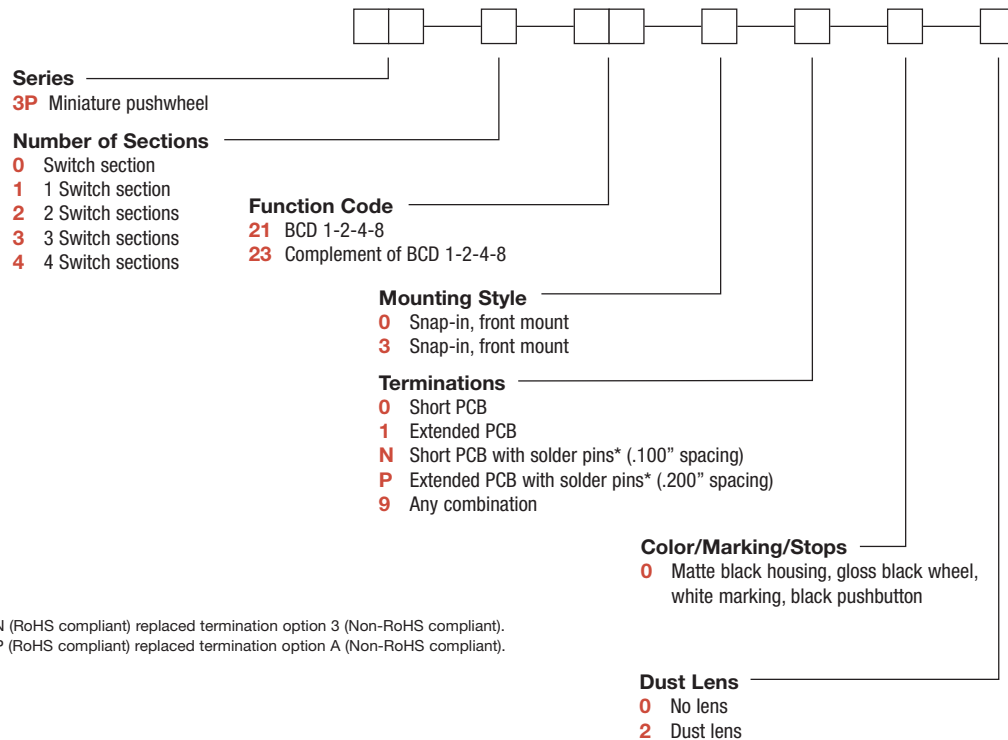 Series
3P Miniature pushwheel
Number of Sections
0 Switch section
1 1 Switch section
2 2 Switch sections
3 3 Switch sections
4 4 Switch sections
Function Code
21 BCD 1-2-4-8
23 Complement of BCD 1-2-4-8
Mounting Style
0 Snap-in, front mount
3 Snap-in, front mount
Terminations
0 Short PCB
1 Extended PCB
N Short PCB with solder pins* (.100” spacing)
P Extended PCB with solder pins* (.200” spacing)
9 Any combination
Color/Marking/Stops
0 Matte black housing, gloss black wheel,
white marking, black pushbutton
N (RoHS compliant) replaced termination option 3 (Non-RoHS compliant).
P (RoHS compliant) replaced termination option A (Non-RoHS compliant).
Dust Lens
0 No lens
2 Dust lens